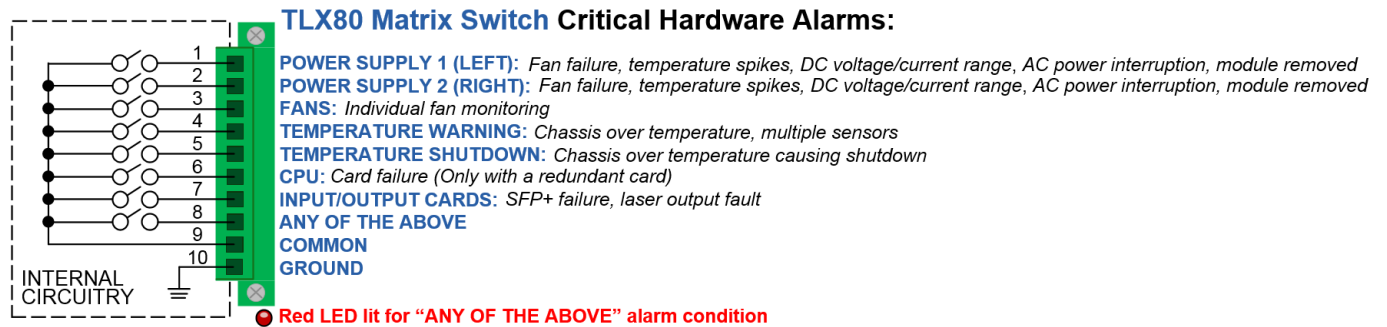 TLX80 Matrix Switch Critical Hardware Alarms:
1 POWER SUPPLY 1 (LEFT): Fan failure, temperature spikes, DC voltage/current range, AC power interruption, module removed
2 POWER SUPPLY 2 (RIGHT): Fan failure, temperature spikes, DC voltage/current range, AC power interruption, module removed
3 FANS: Individual fan monitoring
4 TEMPERATURE WARNING: Chassis over temperature, multiple sensors
5 TEMPERATURE SHUTDOWN: Chassis over temperature causing shutdown
6 CPU: Card failure (Only with a redundant card)
7 INPUT/OUTPUT CARDS: SFP+ failure, laser output fault
8 ANY OF THE ABOVE
9 COMMON
10 GROUND
INTERNAL
CIRCUITRY
Red LED lit for “ANY OF THE ABOVE” alarm condition